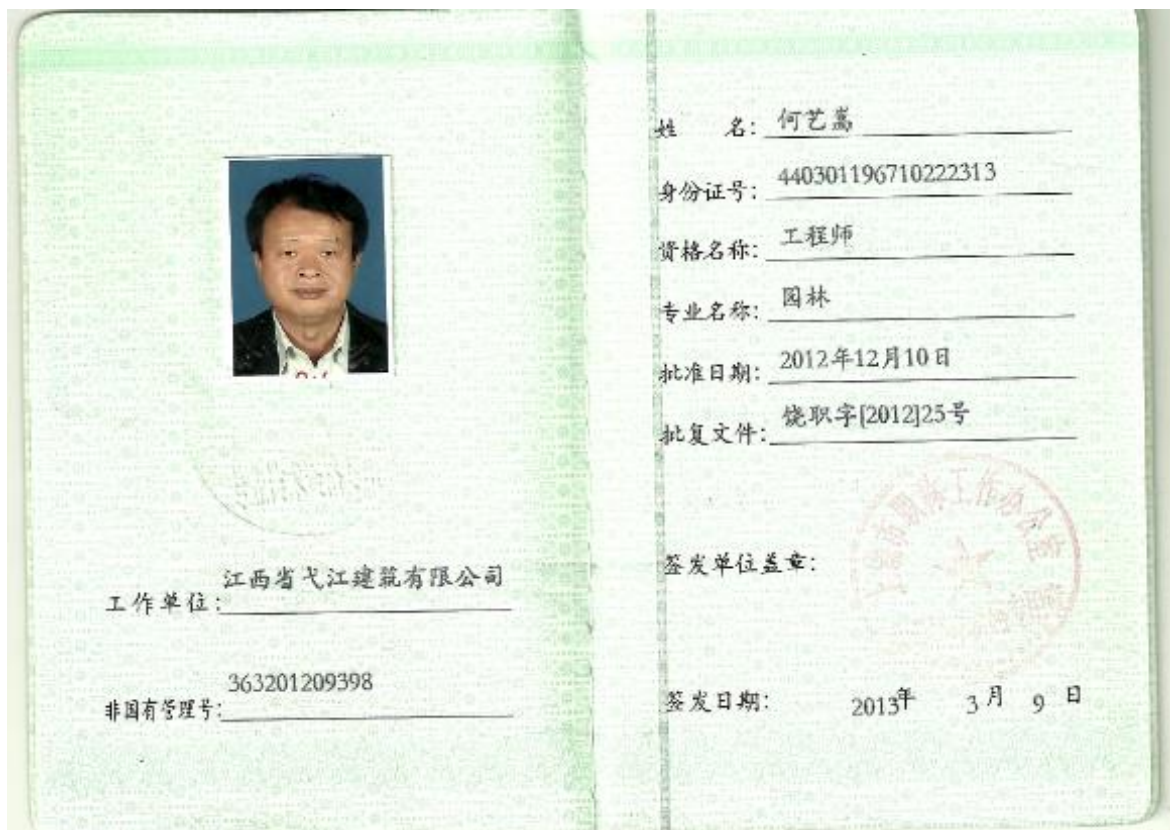 工作单位:江西省弋江建筑有限公司
非国有管理号:363201209398
姓 名:何艺嵩
身份证号:440301196710222313
资格名称:工程师
专业名称:园林
批准日期:2012年12月10日
批复文件:饶职字[2012]25号
签发单位盖章:
签发日期: 2013年 3月 9日